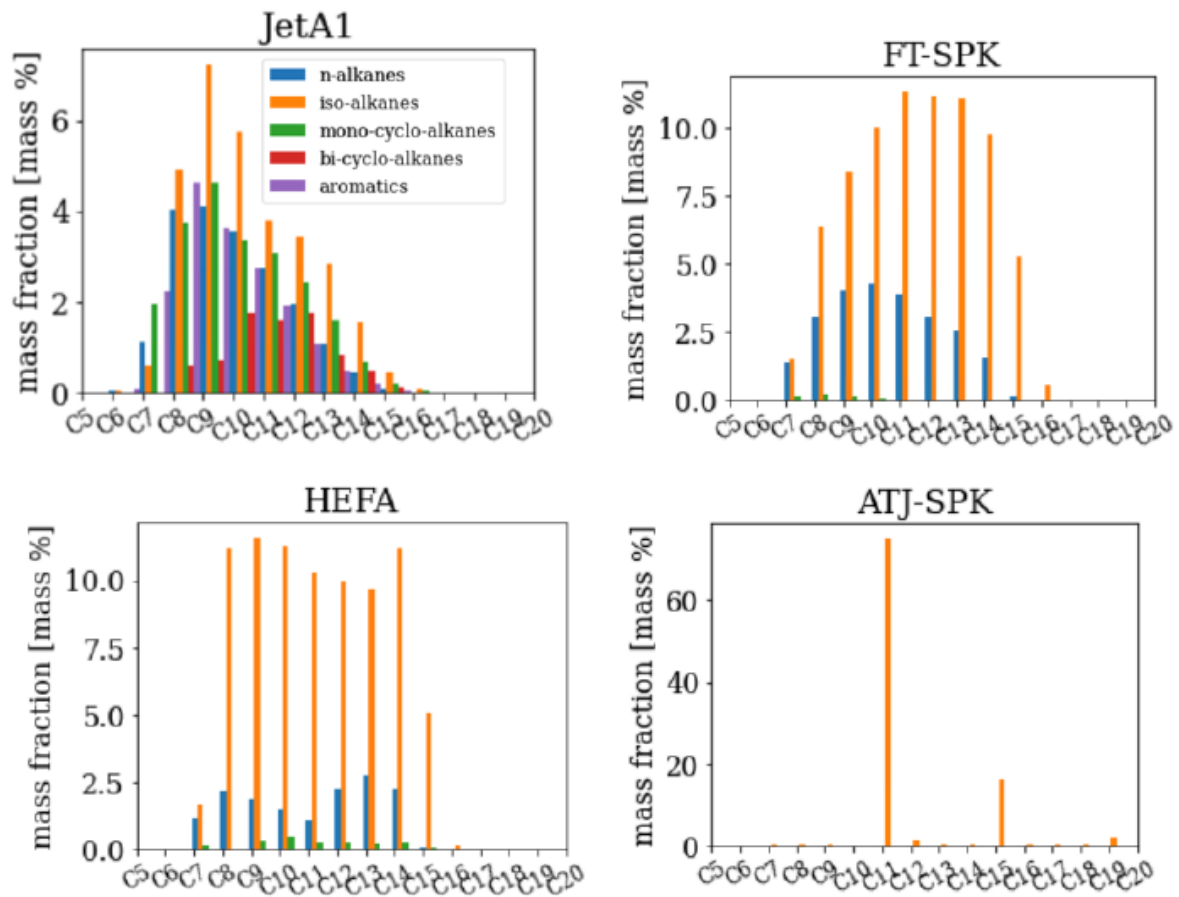 JetA1
mass fraction [mass %]
6
4
2
0
n-alkanes
iso-alkanes
mono-cyclo-alkanes
bi-cyclo-alkanes
aromatics
C5 C6 C7 C8 C9 C10 C11 C12 C13 C14 C15 C16 C17 C18 C19 C20
FT-SPK
mass fraction [mass %]
10.0
7.5
5.0
2.5
0.0
C5 C6 C7 C8 C9 C10 C11 C12 C13 C14 C15 C16 C17 C18 C19 C20
HEFA
mass fraction [mass %]
10.0
7.5
5.0
2.5
0.0
C5 C6 C7 C8 C9 C10 C11 C12 C13 C14 C15 C16 C17 C18 C19 C20
ATJ-SPK
mass fraction [mass %]
60
40
20
0
C5 C6 C7 C8 C9 C10 C11 C12 C13 C14 C15 C16 C17 C18 C19 C20